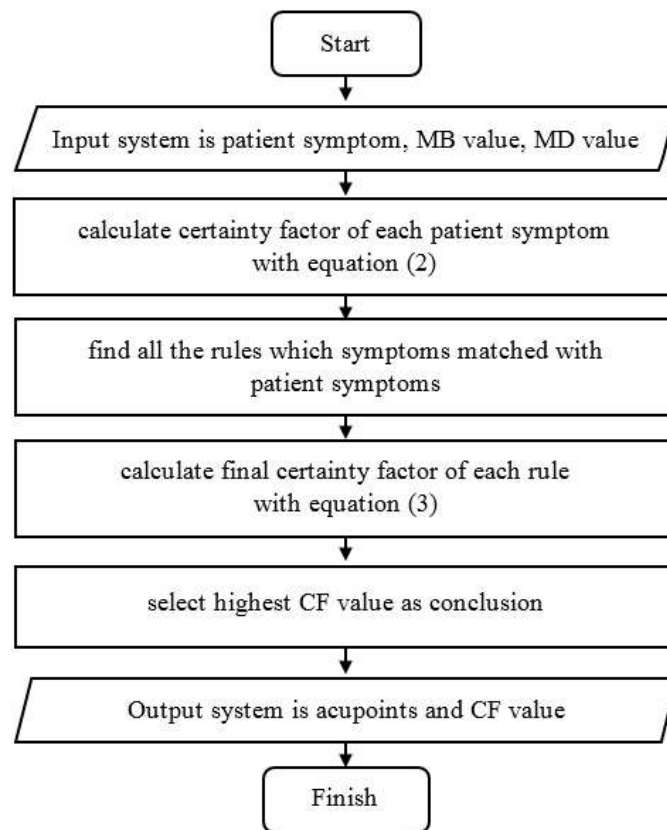 Start
Input system is patient symptom, MB value, MD value
calculate certainty factor of each patient symptom
with equation (2)
find all the rules which symptoms matched with
patient symptoms
calculate final certainty factor of each rule
with equation (3)
select highest CF value as conclusion
Output system is acupoints and CF value
Finish